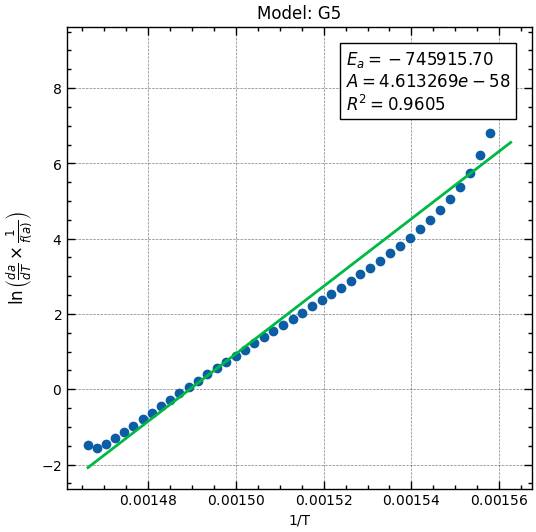 Model: G5
E_a = −745915.70
A = 4.613269e − 58
R² = 0.9605
ln(da/dT × 1/f(a))
8
6
4
2
0
−2
0.00148 0.00150 0.00152 0.00154 0.00156
1/T